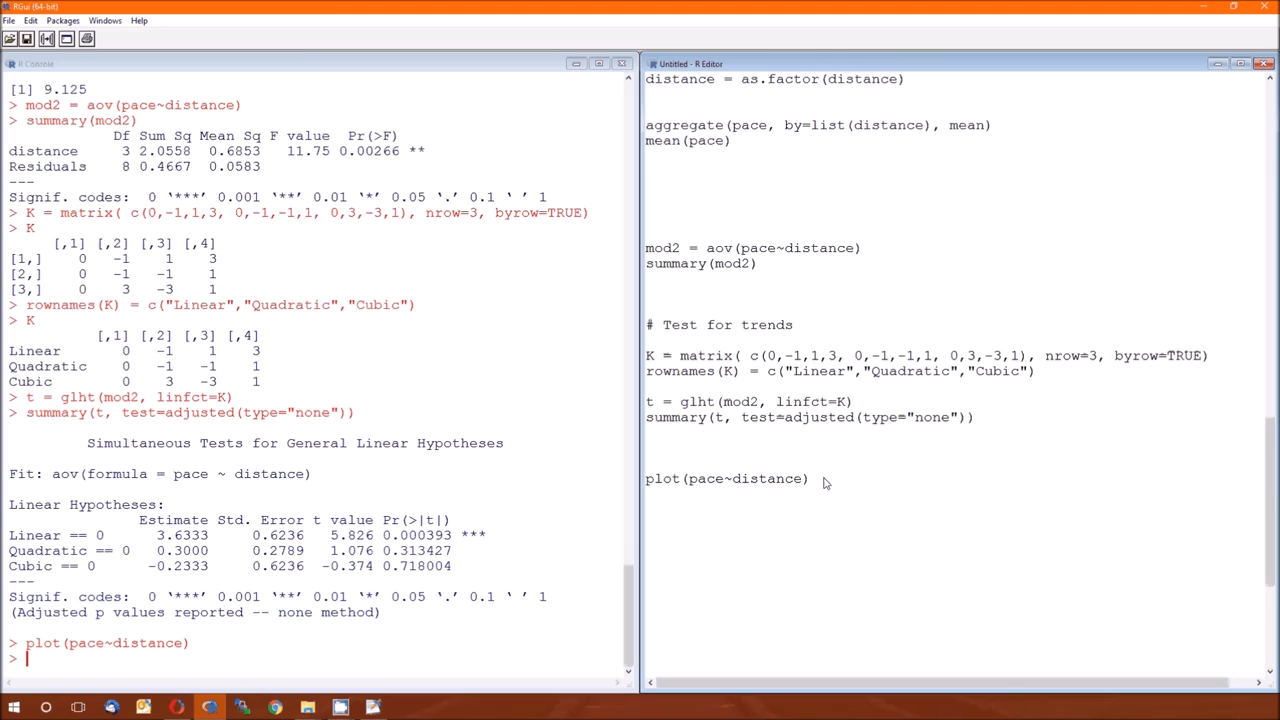 RGui (64-bit)
File Edit Packages Windows Help
R Console
[1] 9.125
> mod2 = aov(pace~distance)
> summary(mod2)
Df Sum Sq Mean Sq F value Pr(>F)
distance 3 2.0558 0.6853 11.75 0.00266 **
Residuals 8 0.4667 0.0583
---
Signif. codes: 0 ‘***’ 0.001 ‘**’ 0.01 ‘*’ 0.05 ‘.’ 0.1 ‘ ’ 1
> K = matrix( c(0,-1,1,3, 0,-1,-1,1, 0,3,-3,1), nrow=3, byrow=TRUE)
> K
[,1] [,2] [,3] [,4]
[1,] 0 -1 1 3
[2,] 0 -1 -1 1
[3,] 0 3 -3 1
> rownames(K) = c("Linear","Quadratic","Cubic")
> K
[,1] [,2] [,3] [,4]
Linear 0 -1 1 3
Quadratic 0 -1 -1 1
Cubic 0 3 -3 1
> t = glht(mod2, linfct=K)
> summary(t, test=adjusted(type="none"))
Simultaneous Tests for General Linear Hypotheses
Fit: aov(formula = pace ~ distance)
Linear Hypotheses:
Estimate Std. Error t value Pr(>|t|)
Linear == 0 3.6333 0.6236 5.826 0.000393 ***
Quadratic == 0 0.3000 0.2789 1.076 0.313427
Cubic == 0 -0.2333 0.6236 -0.374 0.718004
---
Signif. codes: 0 ‘***’ 0.001 ‘**’ 0.01 ‘*’ 0.05 ‘.’ 0.1 ‘ ’ 1
(Adjusted p values reported -- none method)
> plot(pace~distance)
>
Untitled - R Editor
distance = as.factor(distance)
aggregate(pace, by=list(distance), mean)
mean(pace)
mod2 = aov(pace~distance)
summary(mod2)
# Test for trends
K = matrix( c(0,-1,1,3, 0,-1,-1,1, 0,3,-3,1), nrow=3, byrow=TRUE)
rownames(K) = c("Linear","Quadratic","Cubic")
t = glht(mod2, linfct=K)
summary(t, test=adjusted(type="none"))
plot(pace~distance)